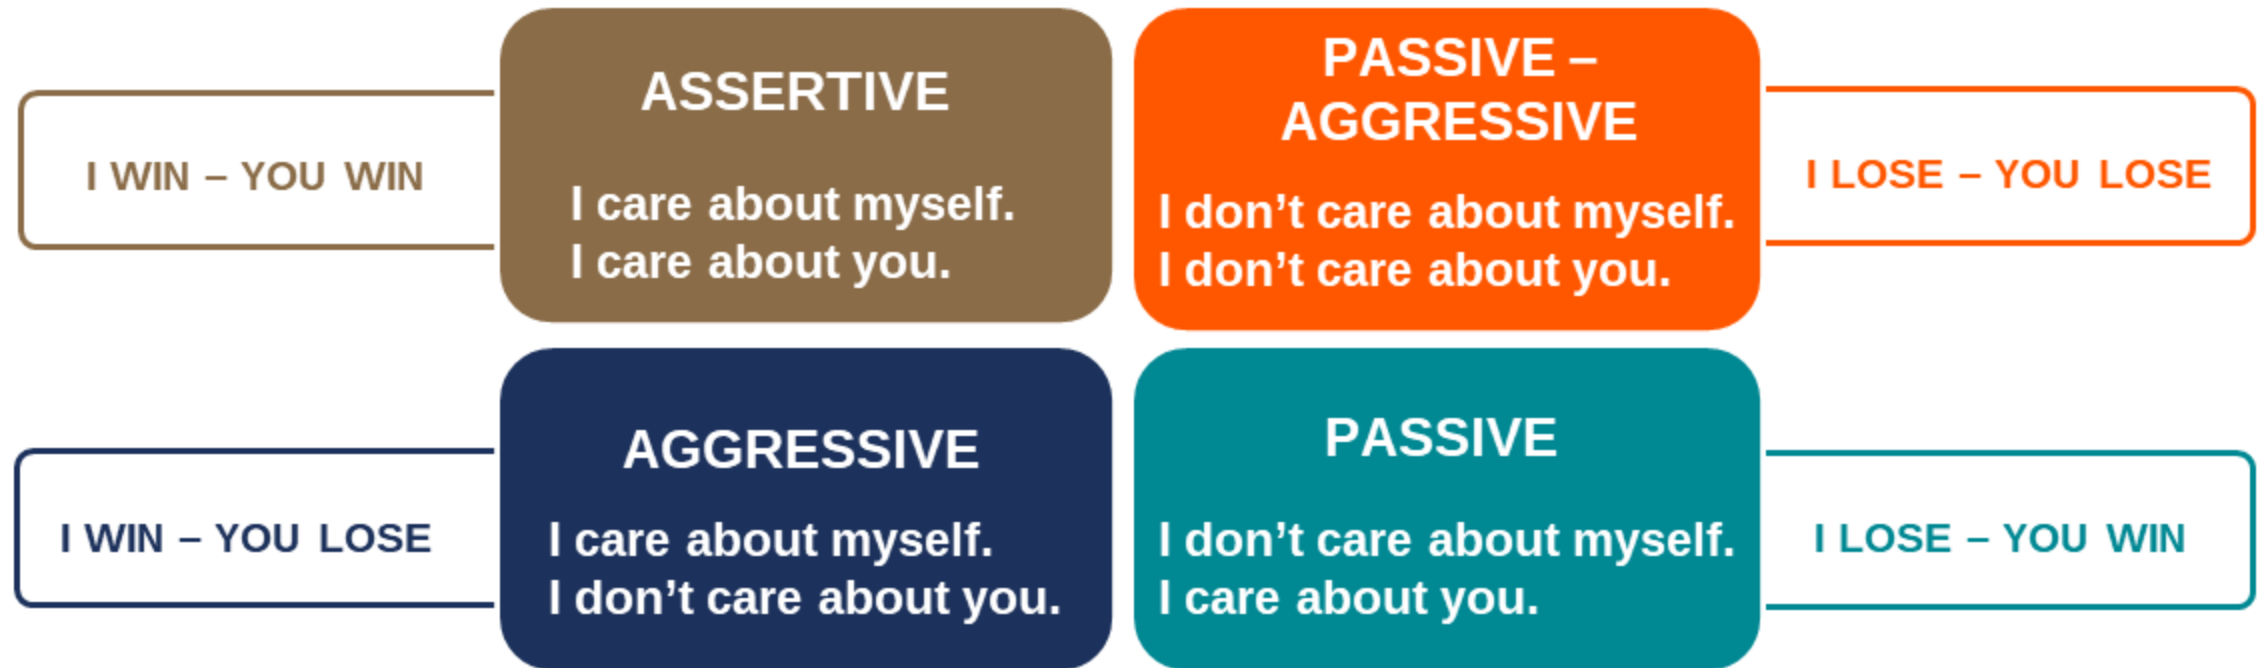 ASSERTIVE
I care about myself.
I care about you.
I WIN – YOU WIN
PASSIVE –
AGGRESSIVE
I don’t care about myself.
I don’t care about you.
I LOSE – YOU LOSE
AGGRESSIVE
I care about myself.
I don’t care about you.
I WIN – YOU LOSE
PASSIVE
I don’t care about myself.
I care about you.
I LOSE – YOU WIN